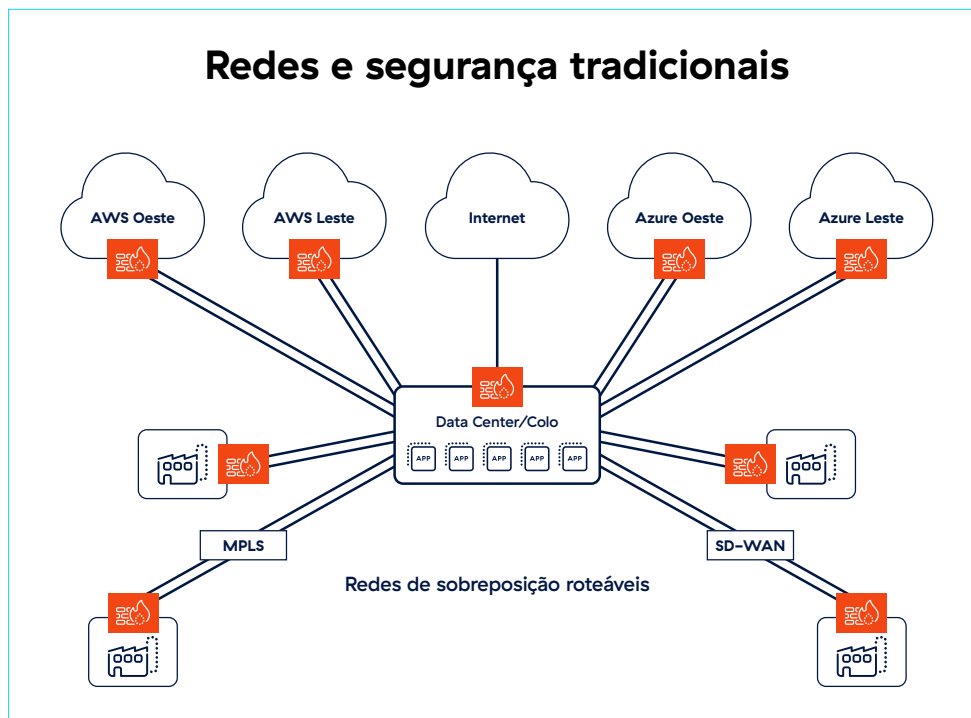 Redes e segurança tradicionais
AWS Oeste
AWS Leste
Internet
Azure Oeste
Azure Leste
Data Center/Colo
APP
APP
APP
APP
APP
MPLS
SD-WAN
Redes de sobreposição roteáveis